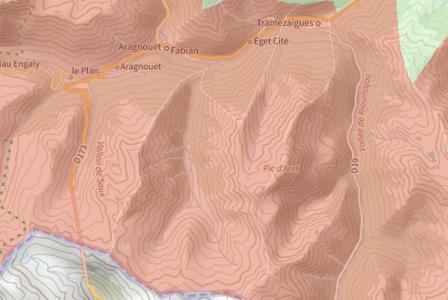 Tramezaïgues
Aragnouet
Fabian
Eget Cité
iau Engaly
le Plan
Aragnouet
D173
Vallon de Saux
Pic d'Aret
D19
Vallée de Rioumajou